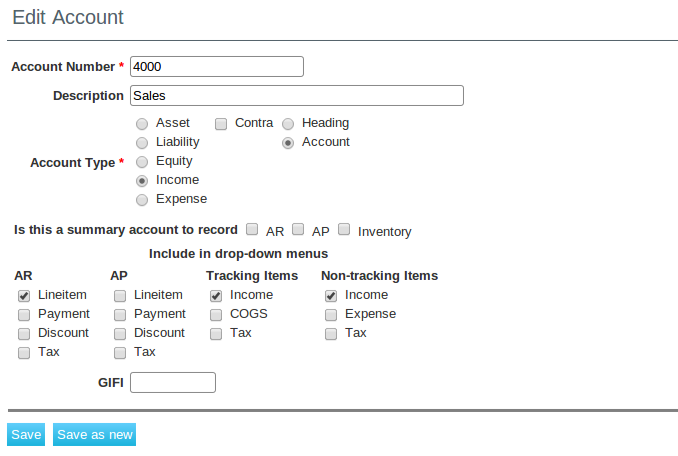 Edit Account
Account Number * 4000
Description Sales
Asset Contra Heading
Liability Account
Account Type * Equity
Income
Expense
Is this a summary account to record AR AP Inventory
Include in drop-down menus
AR AP Tracking Items Non-tracking Items
Lineitem Lineitem Income Income
Payment Payment COGS Expense
Discount Discount Tax Tax
Tax Tax
GIFI
Save Save as new